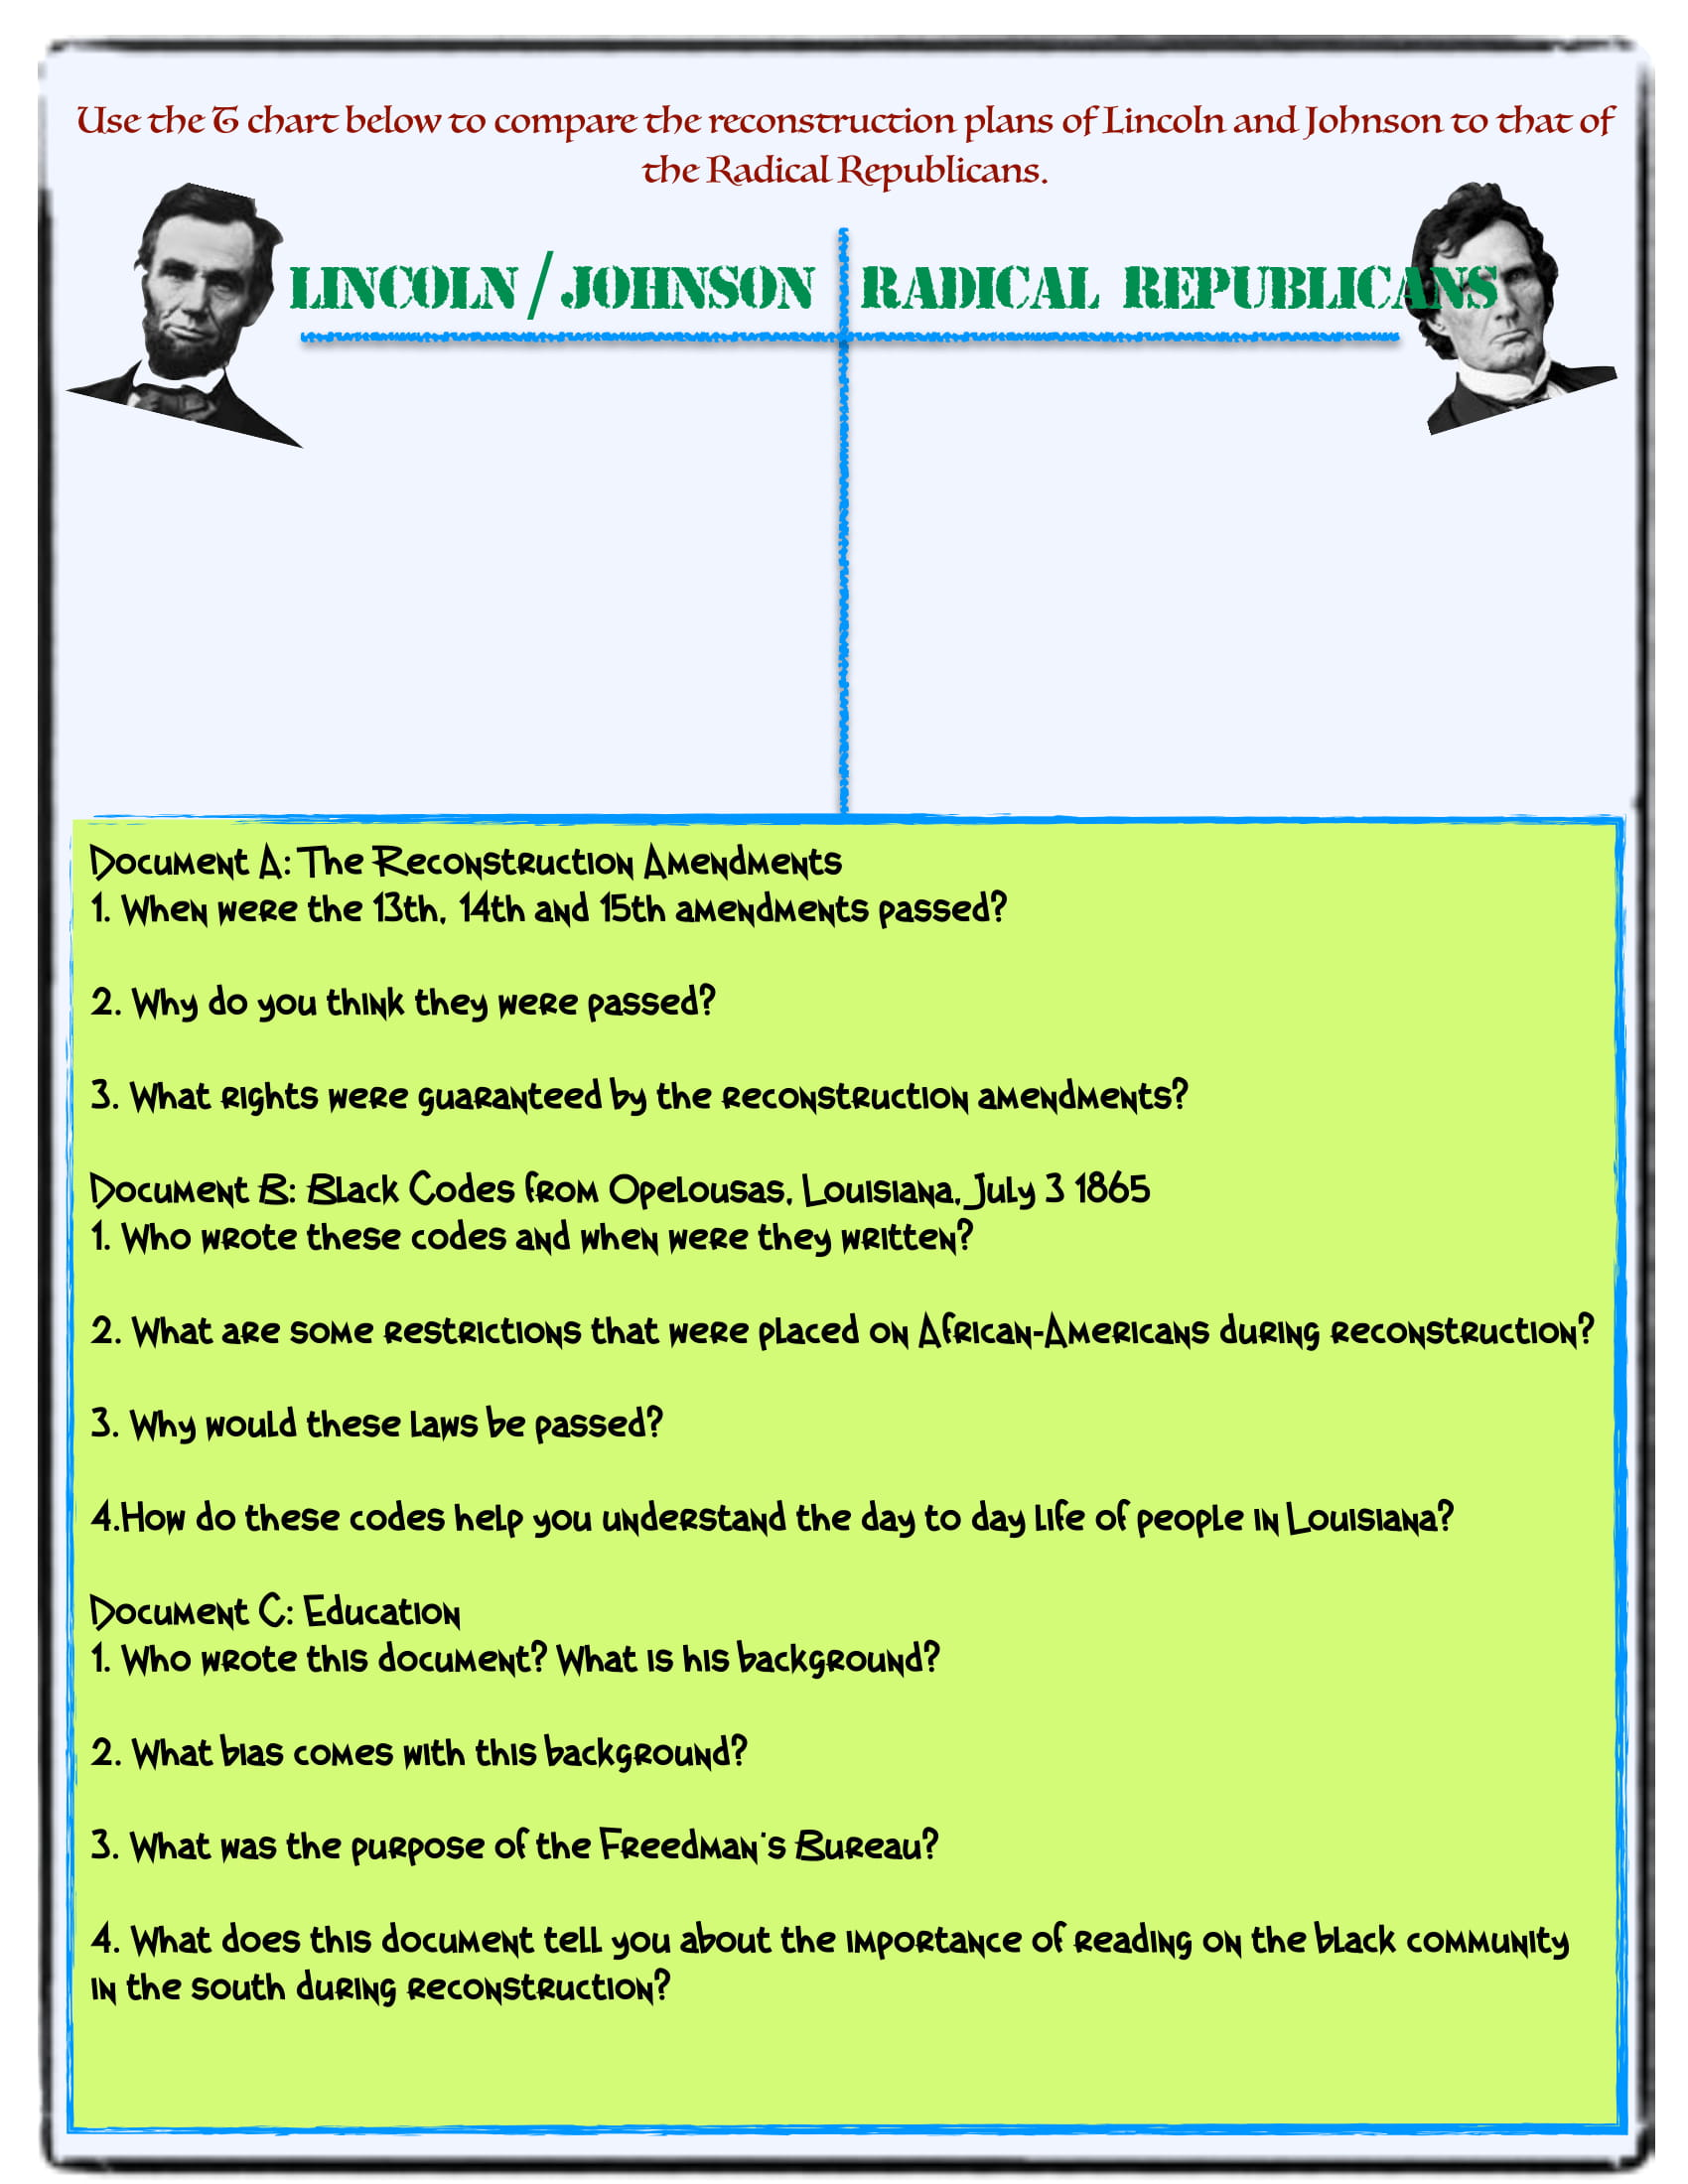 Use the T chart below to compare the reconstruction plans of Lincoln and Johnson to that of
the Radical Republicans.
LINCOLN/JOHNSON RADICAL REPUBLICANS
Document A: The Reconstruction Amendments
1. When were the 13th, 14th and 15th amendments passed?
2. Why do you think they were passed?
3. What rights were guaranteed by the reconstruction amendments?
Document B: Black Codes from Opelousas, Louisiana, July 3 1865
1. Who wrote these codes and when were they written?
2. What are some restrictions that were placed on African-Americans during reconstruction?
3. Why would these laws be passed?
4.How do these codes help you understand the day to day life of people in Louisiana?
Document C: Education
1. Who wrote this document? What is his background?
2. What bias comes with this background?
3. What was the purpose of the Freedman's Bureau?
4. What does this document tell you about the importance of reading on the black community
in the south during reconstruction?